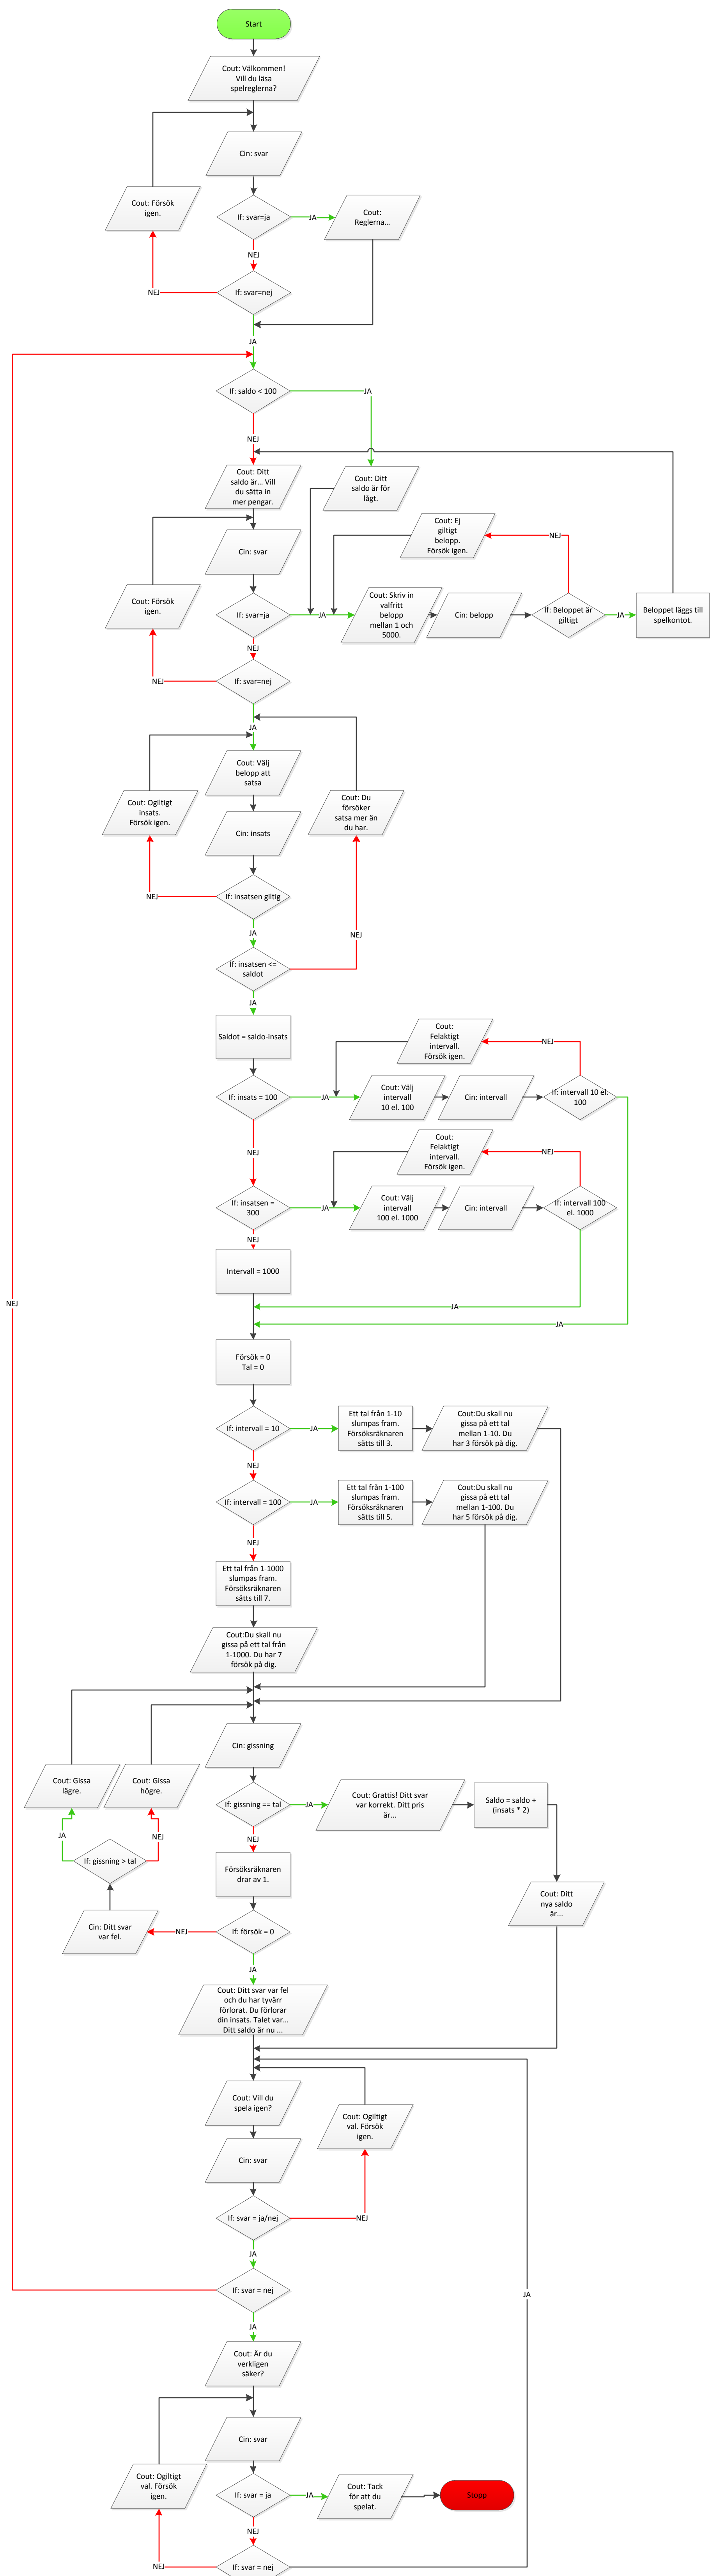 Start
Cout: Välkommen!
Vill du läsa
spelreglerna?
Cin: svar
Cout: Försök
igen.
If: svar=ja
JA
Cout:
Reglerna...
NEJ
If: svar=nej
NEJ
JA
If: saldo < 100
JA
NEJ
Cout: Ditt
saldo är... Vill
du sätta in
mer pengar.
Cout: Ditt
saldo är för
lågt.
Cout: Ej
giltigt
belopp.
Försök igen.
NEJ
Cin: svar
Cout: Försök
igen.
If: svar=ja
JA
Cout: Skriv in
valfritt
belopp
mellan 1 och
5000.
Cin: belopp
If: Beloppet är
giltigt
JA
Beloppet läggs till
spelkontot.
NEJ
If: svar=nej
NEJ
JA
Cout: Välj
belopp att
satsa
Cout: Ogiltigt
insats.
Försök igen.
Cin: insats
Cout: Du
försöker
satsa mer än
du har.
If: insatsen giltig
NEJ
JA
NEJ
If: insatsen <=
saldot
JA
Saldot = saldo-insats
Cout:
Felaktigt
intervall.
Försök igen.
NEJ
If: insats = 100
JA
Cout: Välj
intervall
10 el. 100
Cin: intervall
If: intervall 10 el.
100
NEJ
Cout:
Felaktigt
intervall.
Försök igen.
NEJ
If: insatsen =
300
JA
Cout: Välj
intervall
100 el. 1000
Cin: intervall
If: intervall 100
el. 1000
NEJ
Intervall = 1000
NEJ
JA
JA
Försök = 0
Tal = 0
If: intervall = 10
JA
Ett tal från 1-10
slumpas fram.
Försöksräknaren
sätts till 3.
Cout:Du skall nu
gissa på ett tal
mellan 1-10. Du
har 3 försök på dig.
NEJ
If: intervall = 100
JA
Ett tal från 1-100
slumpas fram.
Försöksräknaren
sätts till 5.
Cout:Du skall nu
gissa på ett tal
mellan 1-100. Du
har 5 försök på dig.
NEJ
Ett tal från 1-1000
slumpas fram.
Försöksräknaren
sätts till 7.
Cout:Du skall nu
gissa på ett tal från
1-1000. Du har 7
försök på dig.
Cin: gissning
Cout: Gissa
lägre.
Cout: Gissa
högre.
If: gissning == tal
JA
Cout: Grattis! Ditt svar
var korrekt. Ditt pris
är...
Saldo = saldo +
(insats * 2)
JA
NEJ
NEJ
If: gissning > tal
Försöksräknaren
drar av 1.
Cout: Ditt
nya saldo
är...
Cin: Ditt svar
var fel.
NEJ
If: försök = 0
JA
Cout: Ditt svar var fel
och du har tyvärr
förlorat. Du förlorar
din insats. Talet var...
Ditt saldo är nu ...
Cout: Vill du
spela igen?
Cout: Ogiltigt
val. Försök
igen.
Cin: svar
If: svar = ja/nej
NEJ
JA
If: svar = nej
JA
JA
Cout: Är du
verkligen
säker?
Cin: svar
Cout: Ogiltigt
val. Försök
igen.
If: svar = ja
JA
Cout: Tack
för att du
spelat.
Stopp
NEJ
NEJ
If: svar = nej